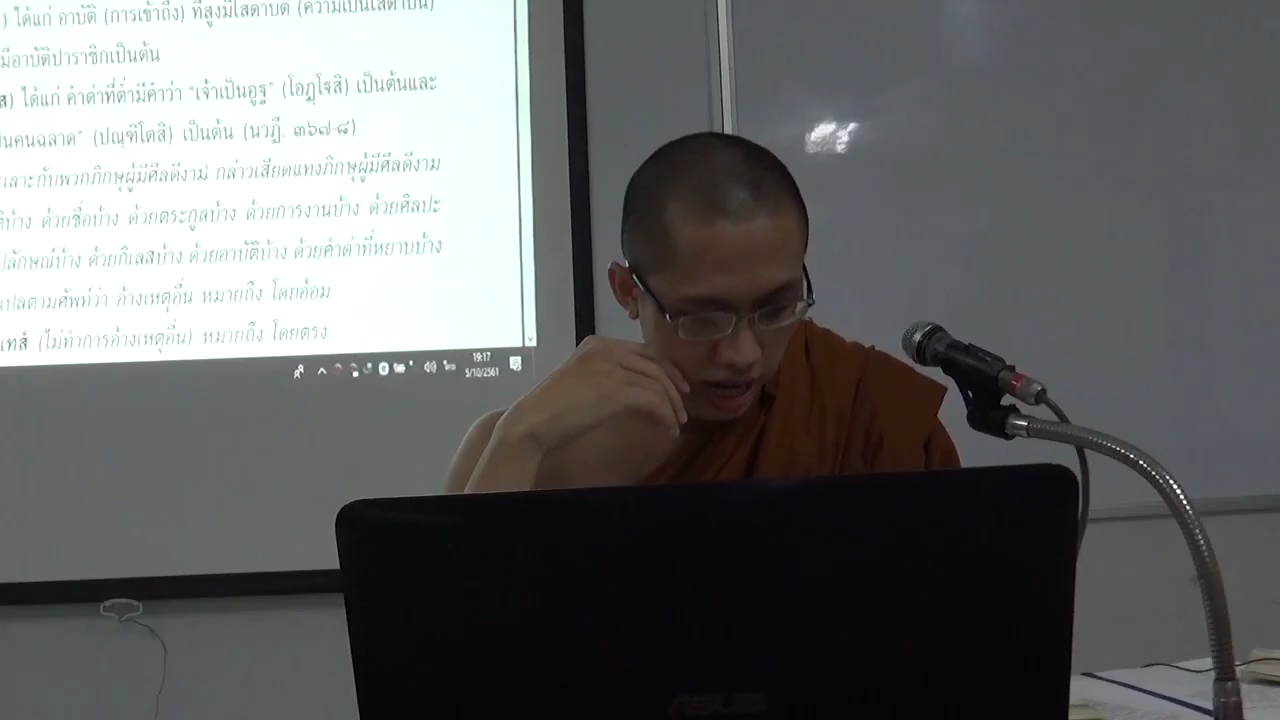 ) ได้แก่ อาบัติ (การเข้าถึง) ที่สูงมีโสดาบัติ (ความเป็นโสดาบัน)
มีอาบัติปาราชิกเป็นต้น
ส) ได้แก่ คำด่าที่ต่ำมีคำว่า “เจ้าเป็นอูฐ” (โอฏฺโฐสิ) เป็นต้นและ
ป็นคนฉลาด” (ปณฺฑิโตสิ) เป็นต้น (นวฎี. ๓๖๗-๘)
เลาะกับพวกภิกษุผู้มีศีลดีงาม กล่าวเสียดแทงภิกษุผู้มีศีลดีงาม
ติบ้าง ด้วยชื่อบ้าง ด้วยตระกูลบ้าง ด้วยการงานบ้าง ด้วยศิลปะ
ลักษณ์บ้าง ด้วยกิเลสบ้าง ด้วยอาบัติบ้าง ด้วยคำด่าที่หยาบบ้าง
แปลตามศัพท์ว่า อ้างเหตุอื่น หมายถึง โดยอ้อม
เทสํ (ไม่ทำการอ้างเหตุอื่น) หมายถึง โดยตรง
19:17
5/10/2561
ASUS